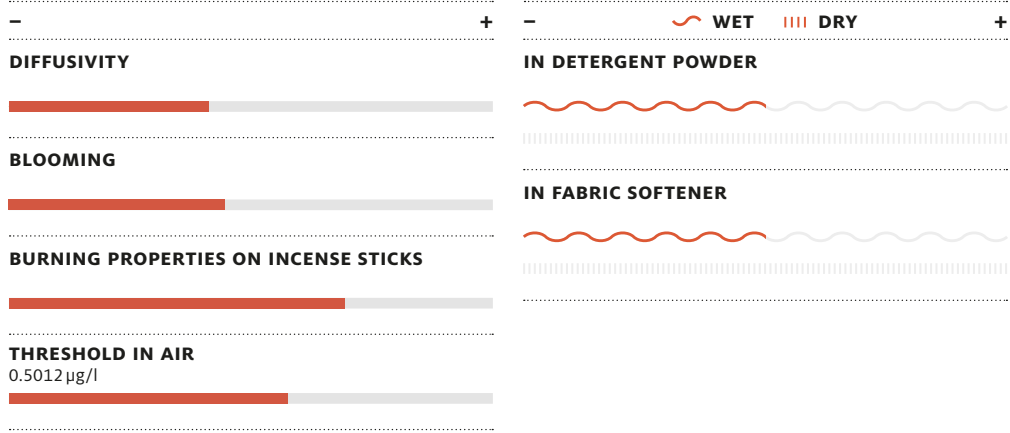 − +
DIFFUSIVITY
BLOOMING
BURNING PROPERTIES ON INCENSE STICKS
THRESHOLD IN AIR
0.5012 µg/l
− WET DRY +
IN DETERGENT POWDER
IN FABRIC SOFTENER